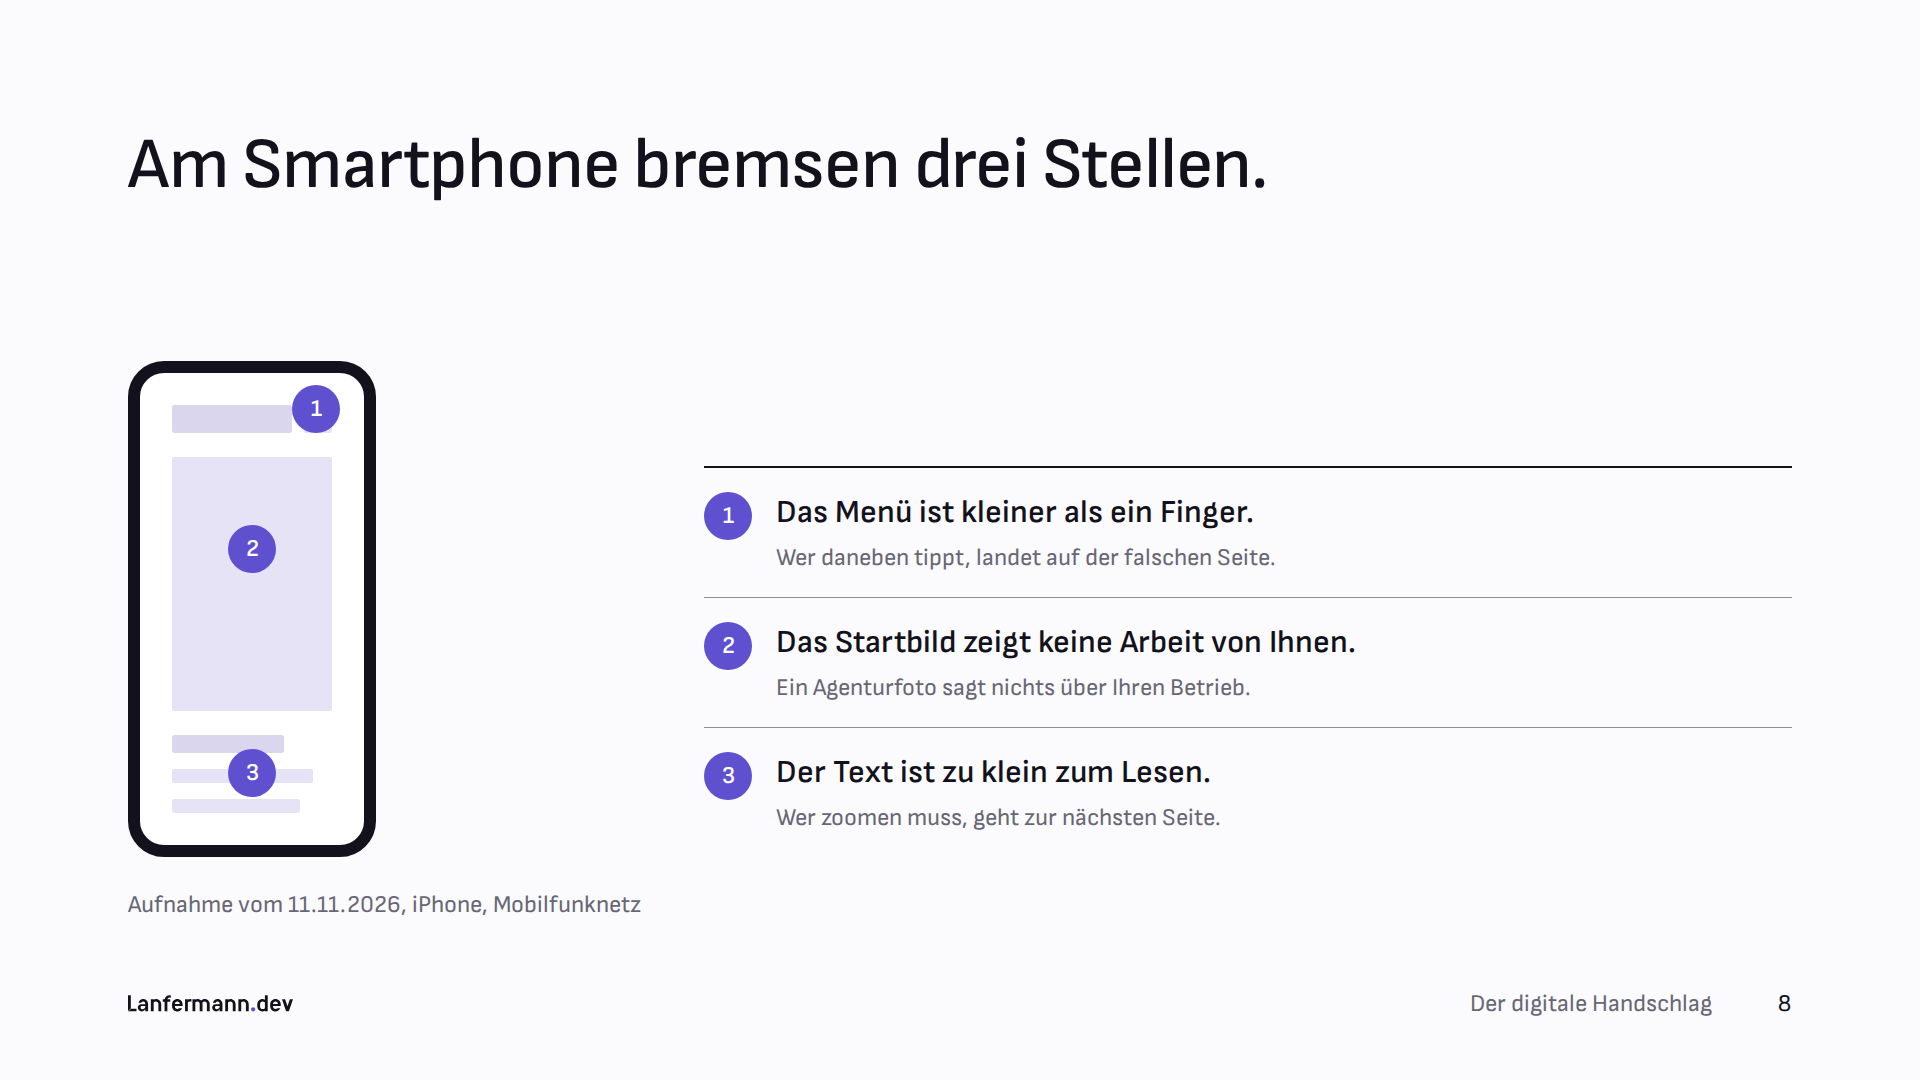 Am Smartphone bremsen drei Stellen.
1
2
3
Aufnahme vom 11.11.2026, iPhone, Mobilfunknetz
1
Das Menü ist kleiner als ein Finger.
Wer daneben tippt, landet auf der falschen Seite.
2
Das Startbild zeigt keine Arbeit von Ihnen.
Ein Agenturfoto sagt nichts über Ihren Betrieb.
3
Der Text ist zu klein zum Lesen.
Wer zoomen muss, geht zur nächsten Seite.
Lanfermann.dev
Der digitale Handschlag
8